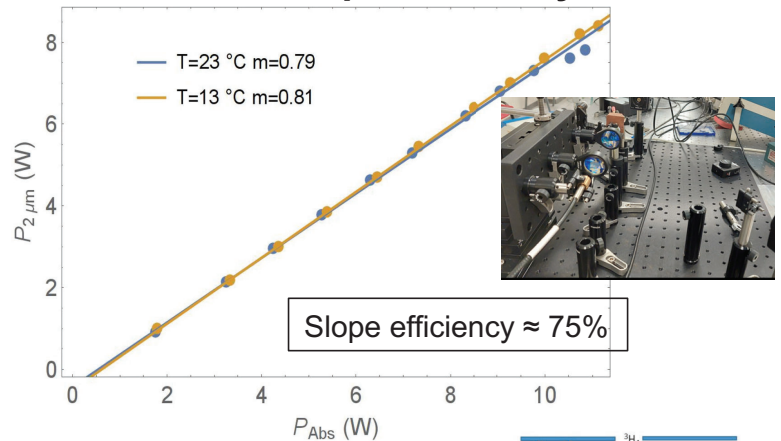 T=23 °C m=0.79
T=13 °C m=0.81
P2 μm (W)
8
6
4
2
0
0 2 4 6 8 10
PAbs (W)
Slope efficiency ≈ 75%